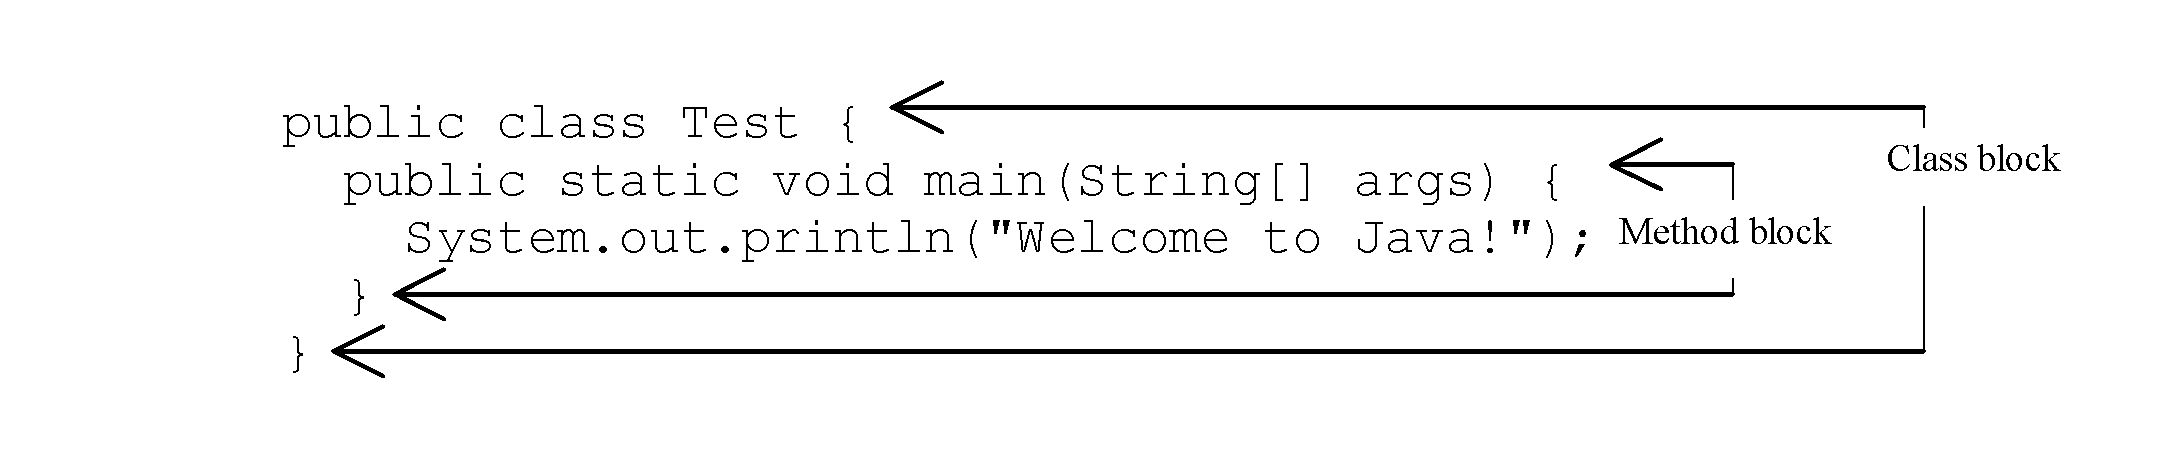 public class Test {
Class block
  public static void main(String[] args) {
    System.out.println("Welcome to Java!");
Method block
  }
}